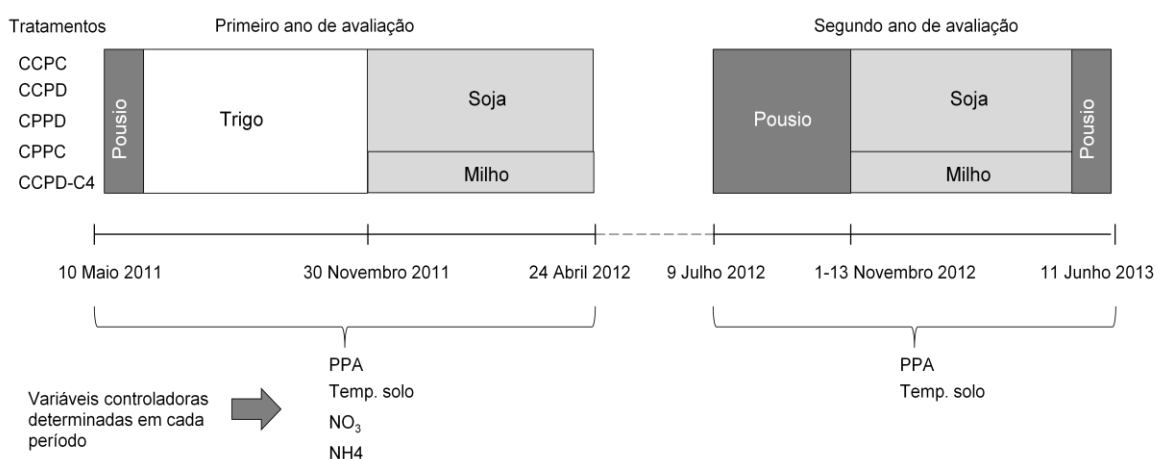 Tratamentos
Primeiro ano de avaliação
Segundo ano de avaliação
CCPC
CCPD
CPPD
CPPC
CCPD-C4
Pousio
Trigo
Soja
Milho
Pousio
Soja
Milho
Pousio
10 Maio 2011
30 Novembro 2011
24 Abril 2012
9 Julho 2012
1-13 Novembro 2012
11 Junho 2013
Variáveis controladoras
determinadas em cada
período
PPA
Temp. solo
NO₃
NH4
PPA
Temp. solo